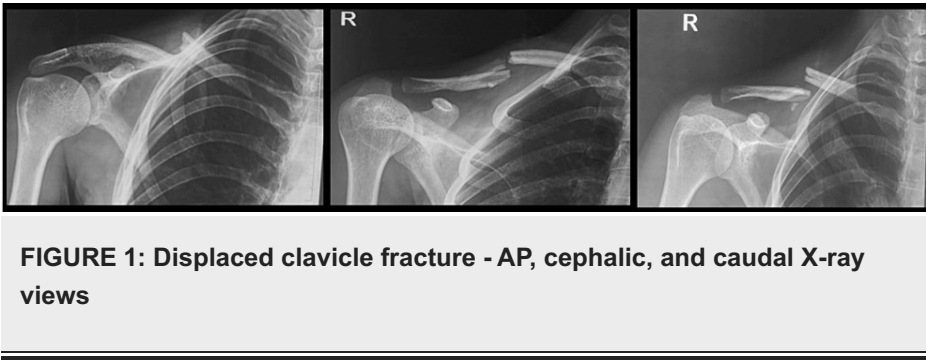 R
R
FIGURE 1: Displaced clavicle fracture - AP, cephalic, and caudal X-ray
views